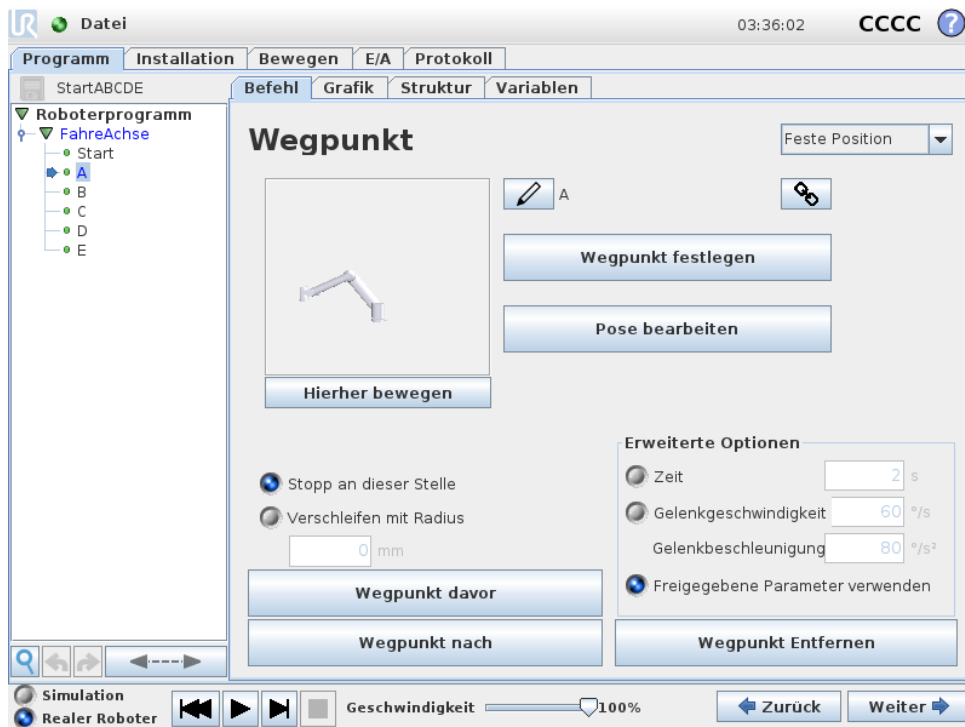 UR Datei 03:36:02 CCCC ?
Programm Installation Bewegen E/A Protokoll
StartABCDE
Befehl Grafik Struktur Variablen
Roboterprogramm
FahreAchse
Start
A
B
C
D
E
Wegpunkt
Feste Position
A
Wegpunkt festlegen
Pose bearbeiten
Hierher bewegen
Stopp an dieser Stelle
Verschleifen mit Radius
0 mm
Erweiterte Optionen
Zeit 2 s
Gelenkgeschwindigkeit 60 °/s
Gelenkbeschleunigung 80 °/s²
Freigegebene Parameter verwenden
Wegpunkt davor
Wegpunkt nach
Wegpunkt Entfernen
Simulation
Realer Roboter
Geschwindigkeit 100%
Zurück
Weiter